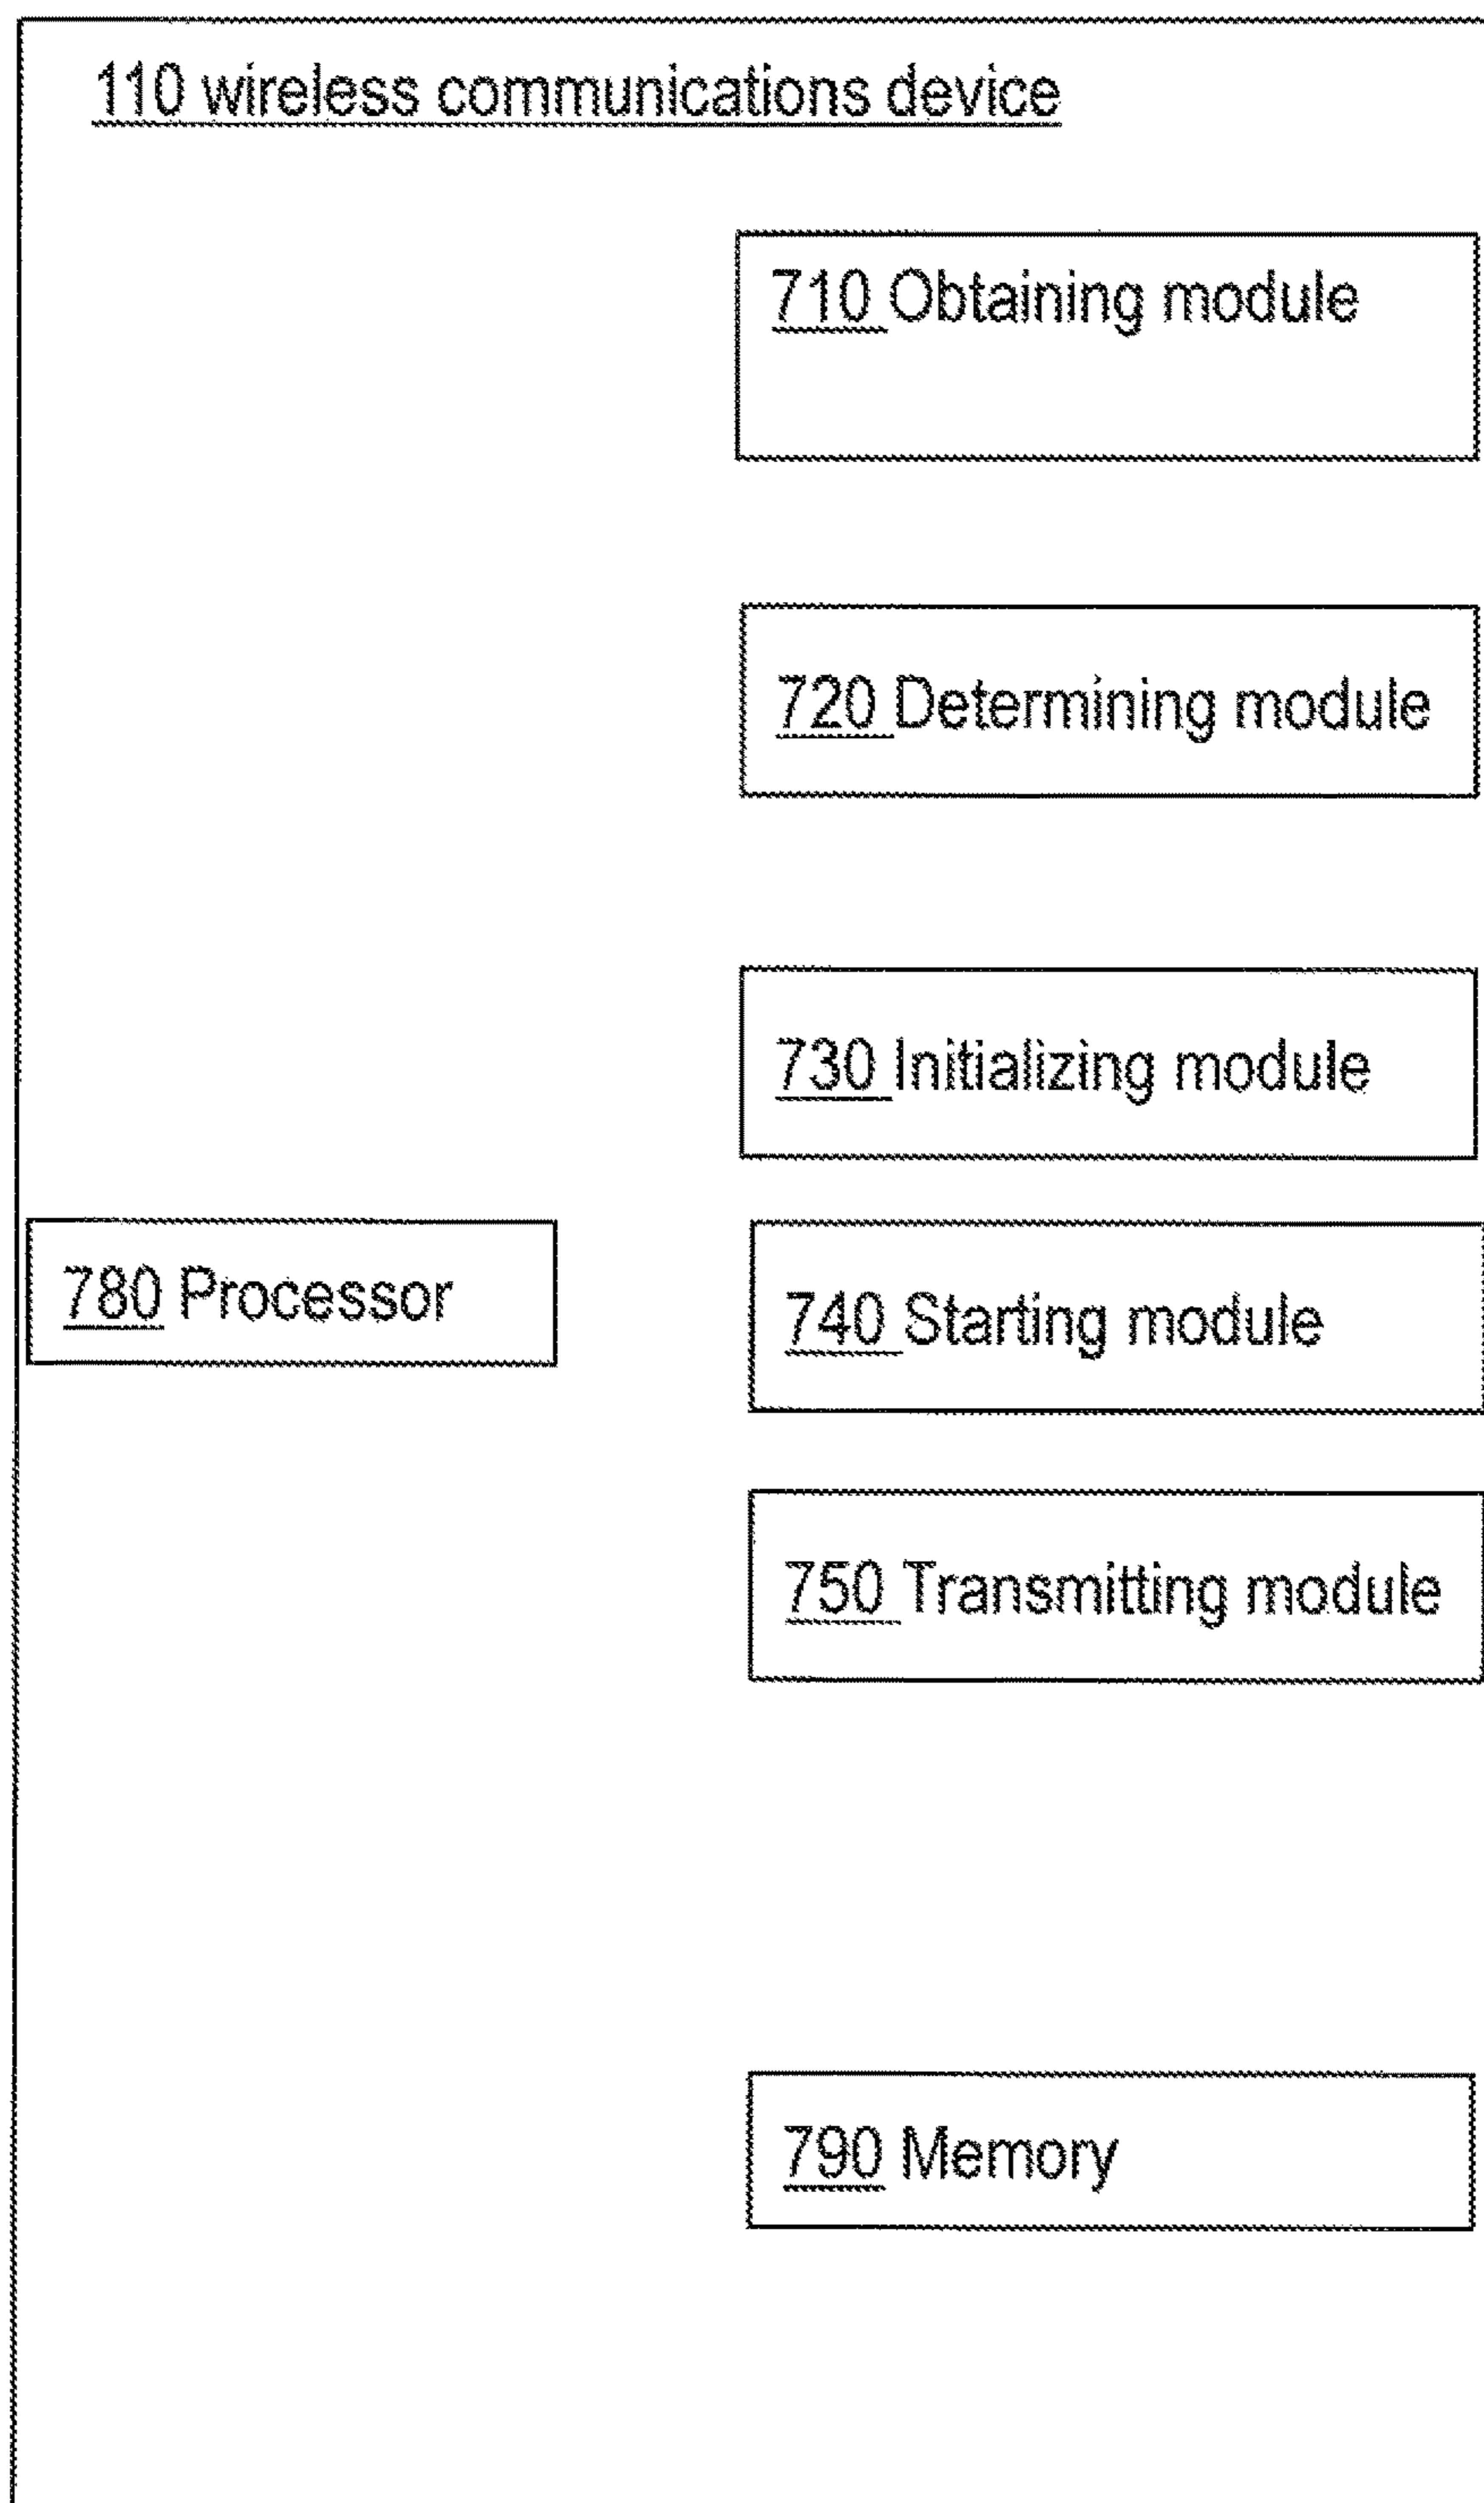 110 wireless communications device
710 Obtaining module
720 Determining module
730 Initializing module
780 Processor
740 Starting module
750 Transmitting module
790 Memory